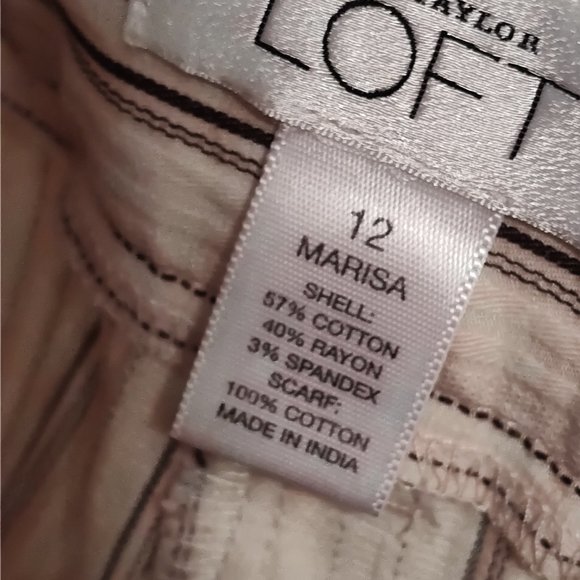 TAYLOR
LOFT
12
MARISA
SHELL:
57% COTTON
40% RAYON
3% SPANDEX
SCARF:
100% COTTON
MADE IN INDIA